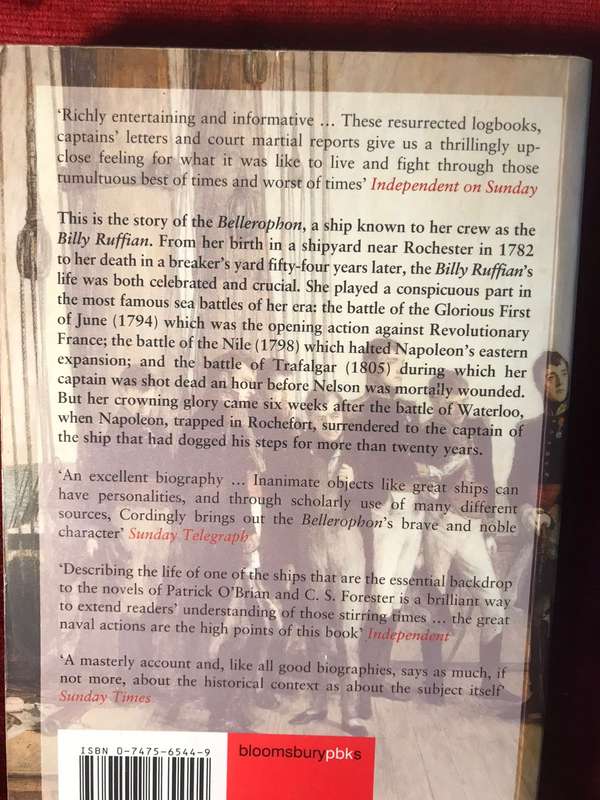 ‘Richly entertaining and informative … These resurrected logbooks,
captains’ letters and court martial reports give us a thrillingly up-
close feeling for what it was like to live and fight through those
tumultuous best of times and worst of times’ Independent on Sunday
This is the story of the Bellerophon, a ship known to her crew as the
Billy Ruffian. From her birth in a shipyard near Rochester in 1782
to her death in a breaker’s yard fifty-four years later, the Billy Ruffian’s
life was both celebrated and crucial. She played a conspicuous part in
the most famous sea battles of her era: the battle of the Glorious First
of June (1794) which was the opening action against Revolutionary
France; the battle of the Nile (1798) which halted Napoleon’s eastern
expansion; and the battle of Trafalgar (1805) during which her
captain was shot dead an hour before Nelson was mortally wounded.
But her crowning glory came six weeks after the battle of Waterloo,
when Napoleon, trapped in Rochefort, surrendered to the captain of
the ship that had dogged his steps for more than twenty years.
‘An excellent biography … Inanimate objects like great ships can
have personalities, and through scholarly use of many different
sources, Cordingly brings out the Bellerophon’s brave and noble
character’ Sunday Telegraph
‘Describing the life of one of the ships that are the essential backdrop
to the novels of Patrick O’Brian and C. S. Forester is a brilliant way
to extend readers’ understanding of those stirring times … the great
naval actions are the high points of this book’ Independent
‘A masterly account and, like all good biographies, says as much, if
not more, about the historical context as about the subject itself’
Sunday Times
ISBN 0-7475-6544-9
bloomsburypbks